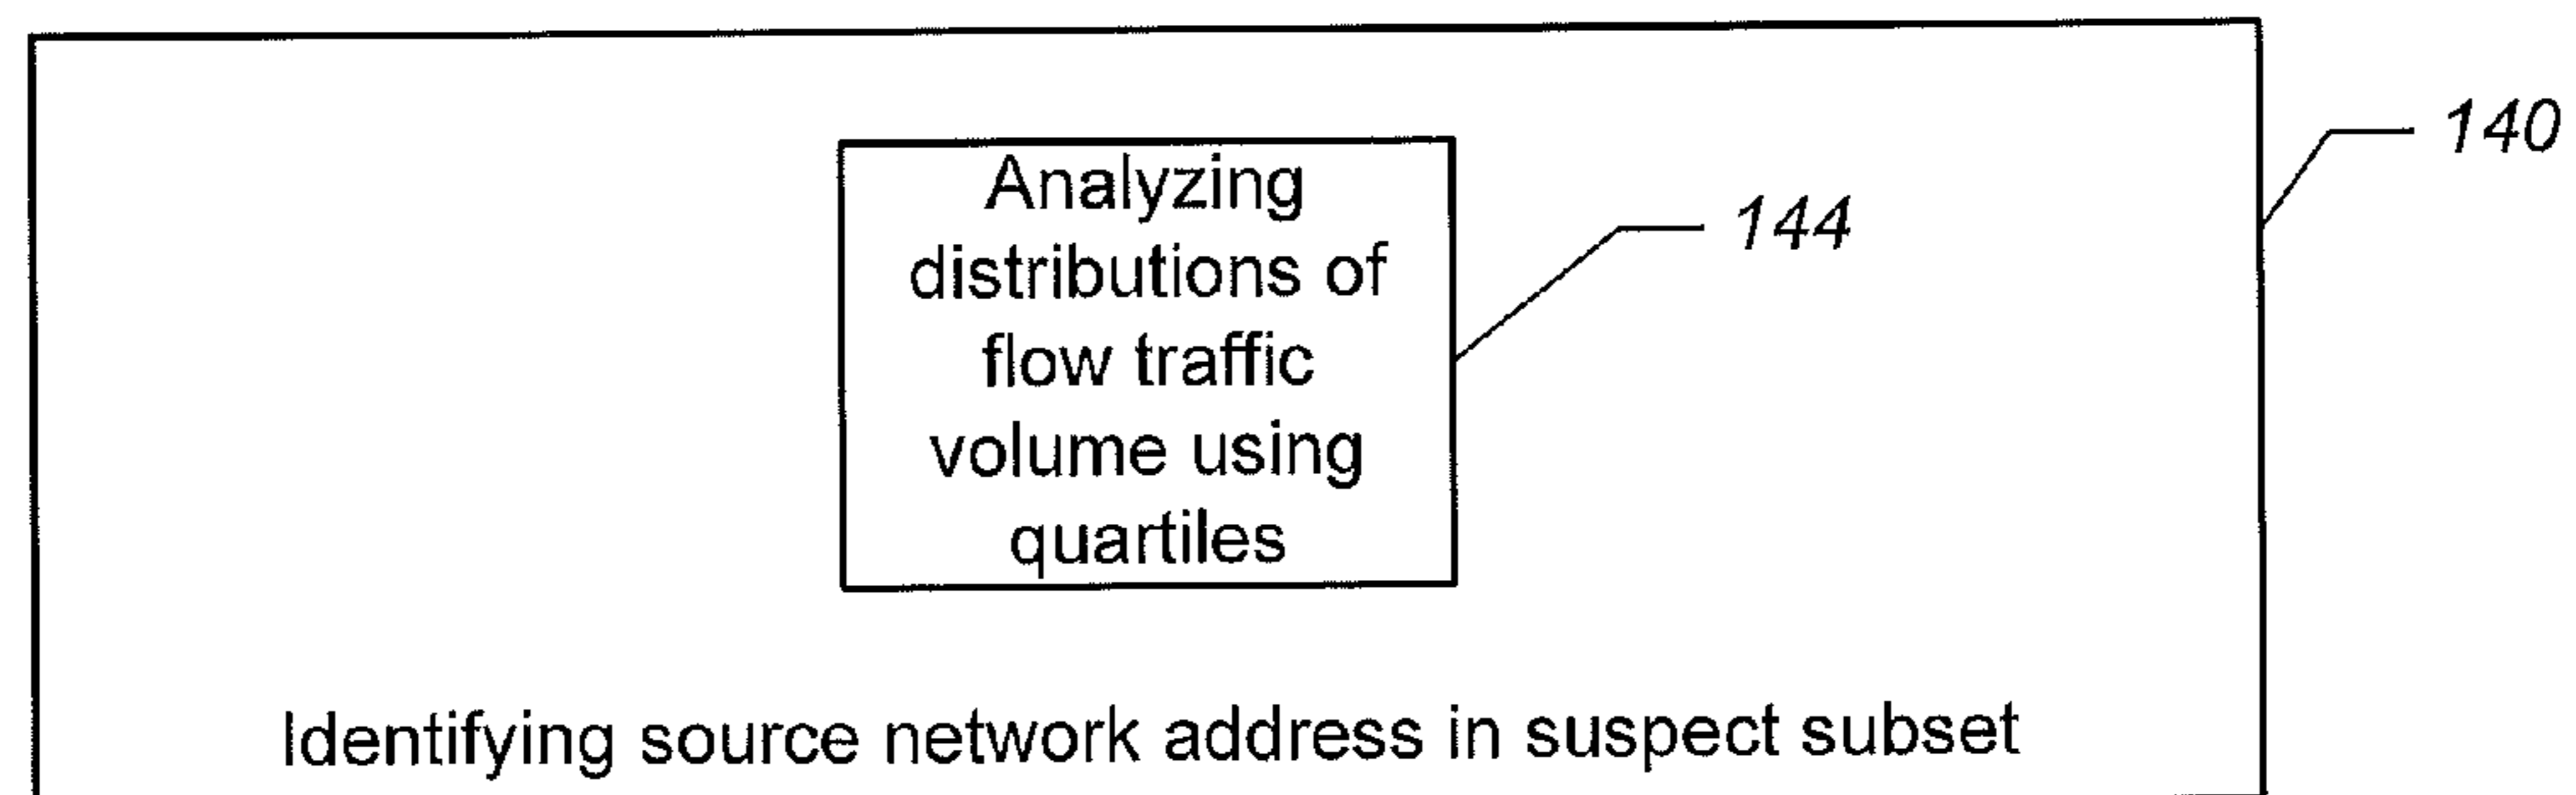 140
Analyzing
144
distributions of
flow traffic
volume using
quartiles
Identifying source network address in suspect subset